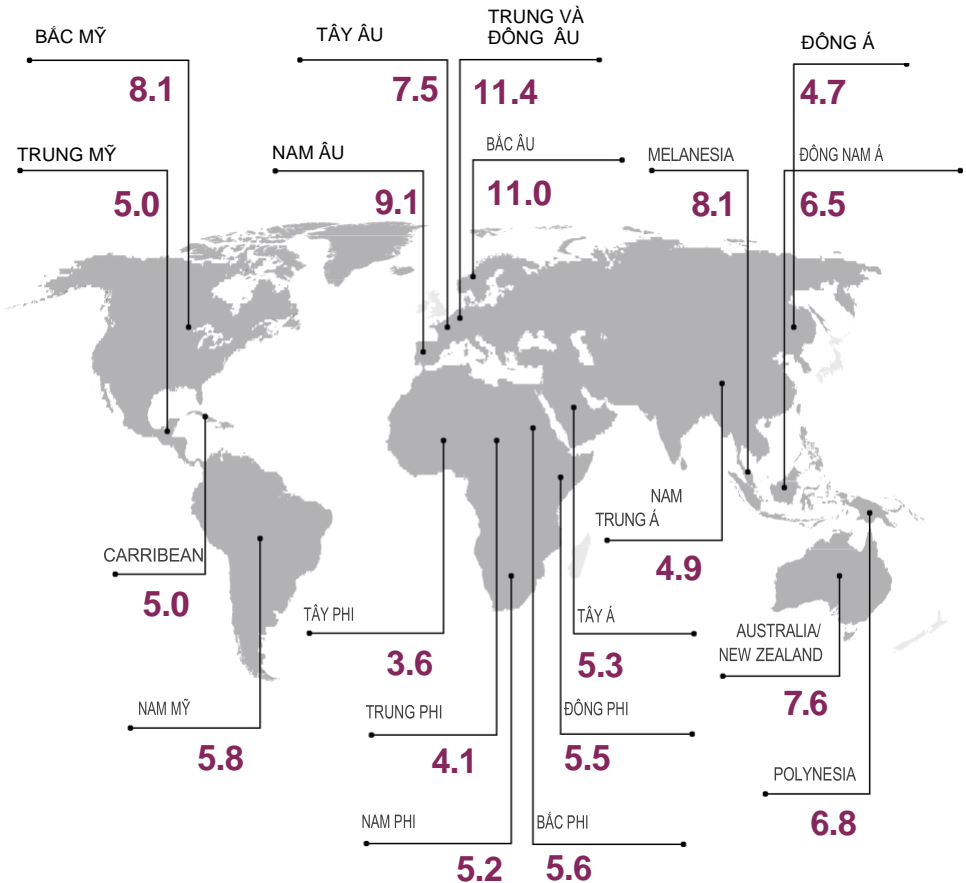 BẮC MỸ
8.1
TÂY ÂU
7.5
TRUNG VÀ
ĐÔNG ÂU
11.4
ĐÔNG Á
4.7
TRUNG MỸ
5.0
NAM ÂU
9.1
BẮC ÂU
11.0
MELANESIA
8.1
ĐÔNG NAM Á
6.5
CARRIBEAN
5.0
NAM
TRUNG Á
4.9
TÂY PHI
3.6
TÂY Á
5.3
AUSTRALIA/
NEW ZEALAND
7.6
NAM MỸ
5.8
TRUNG PHI
4.1
ĐÔNG PHI
5.5
POLYNESIA
6.8
NAM PHI
5.2
BẮC PHI
5.6